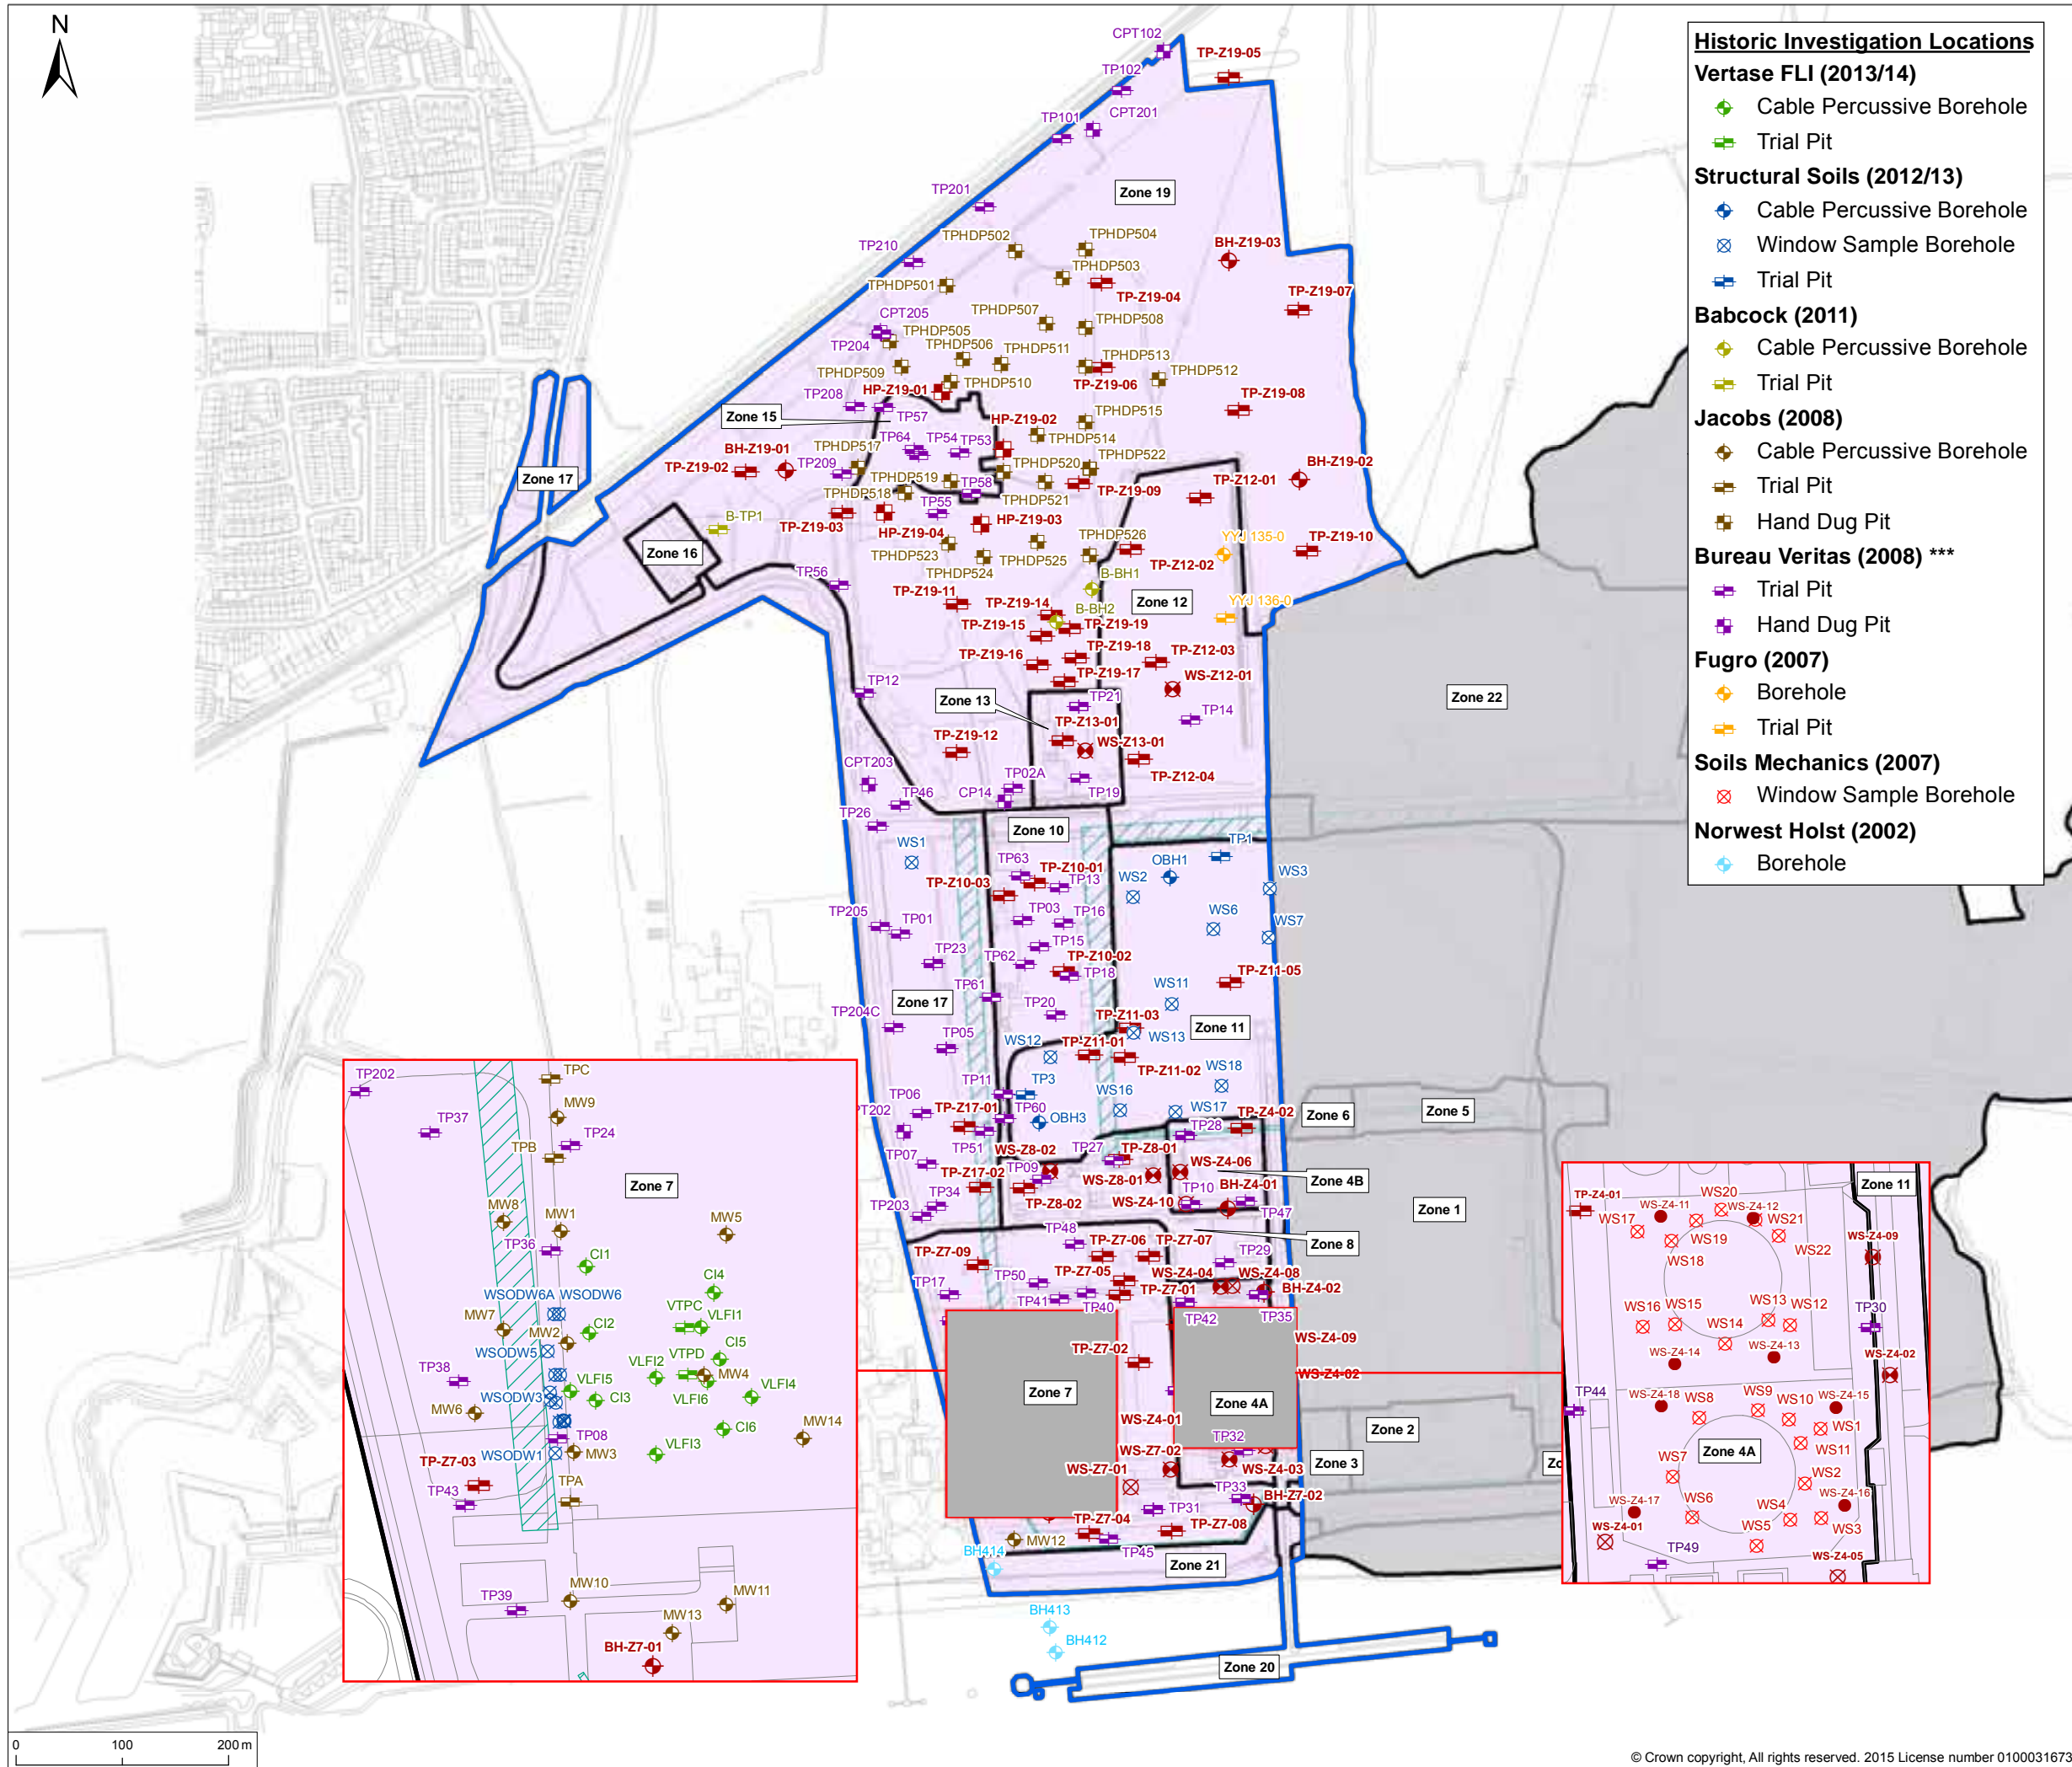 N
Historic Investigation Locations
Vertase FLI (2013/14)
Cable Percussive Borehole
Trial Pit
Structural Soils (2012/13)
Cable Percussive Borehole
Window Sample Borehole
Trial Pit
Babcock (2011)
Cable Percussive Borehole
Trial Pit
Jacobs (2008)
Cable Percussive Borehole
Trial Pit
Hand Dug Pit
Bureau Veritas (2008) ***
Trial Pit
Hand Dug Pit
Fugro (2007)
Borehole
Trial Pit
Soils Mechanics (2007)
Window Sample Borehole
Norwest Holst (2002)
Borehole
CPT102
TP-Z19-05
TP102
CPT201
TP101
TP201
Zone 19
TPHDP502
TPHDP504
BH-Z19-03
TP210
TPHDP503
TPHDP501
TP-Z19-04
TP-Z19-07
CPT205
TPHDP507
TPHDP508
TPHDP505
TP204
TPHDP506
TPHDP511
TPHDP513
TPHDP509
TPHDP512
HP-Z19-01
TPHDP510
TP-Z19-06
TP208
TP57
Zone 15
HP-Z19-02
TPHDP515
TP-Z19-08
TPHDP517
TP64
TP54
TP53
TPHDP514
BH-Z19-01
TP-Z19-02
TP209
TPHDP519
TPHDP520
TPHDP522
BH-Z19-02
Zone 17
TPHDP518
TP58
TPHDP521
TP-Z19-09
TP-Z12-01
TP55
B-TP1
TP-Z19-03
HP-Z19-04
HP-Z19-03
Zone 16
TPHDP523
TPHDP524
TPHDP525
TPHDP526
YYJ 135-0
TP-Z19-10
TP-Z12-02
TP56
B-BH1
TP-Z19-11
TP-Z19-14
B-BH2
Zone 12
YYJ 136-0
TP-Z19-15
TP-Z19-19
TP-Z19-16
TP-Z19-18
TP-Z12-03
TP-Z19-17
WS-Z12-01
TP12
Zone 13
TP21
TP14
Zone 22
TP-Z13-01
TP-Z19-12
WS-Z13-01
CPT203
TP02A
TP-Z12-04
TP46
CP14
TP19
TP26
Zone 10
WS1
TP63
TP-Z10-01
OBH1
TP1
TP-Z10-03
TP13
WS2
WS3
TP205
TP01
TP03
TP16
WS6
WS7
TP23
TP62
TP15
TP-Z10-02
TP18
TP-Z11-05
TP61
Zone 17
TP20
WS11
TP204C
TP05
TP-Z11-03
Zone 11
WS12
TP-Z11-01
WS13
TP-Z11-02
WS18
TP11
TP3
WS16
TP06
TP-Z17-01
TP60
OBH3
WS17
TP-Z4-02
Zone 6
Zone 5
PT202
TP51
TP28
TP07
WS-Z8-02
TP27
TP-Z8-01
TP-Z17-02
TP09
WS-Z4-06
WS-Z8-01
BH-Z4-01
Zone 4B
TP34
TP203
TP-Z8-02
WS-Z4-10
TP10
TP47
Zone 1
TP48
Zone 8
TP-Z7-09
TP-Z7-06
TP-Z7-07
TP29
TP17
TP50
TP-Z7-05
WS-Z4-04
WS-Z4-08
BH-Z4-02
TP41
TP40
TP-Z7-01
TP42
TP35
TP-Z7-02
WS-Z4-09
WS-Z4-02
Zone 7
Zone 4A
WS-Z4-01
Zone 2
WS-Z7-02
TP32
WS-Z7-01
WS-Z4-03
Zone 3
Zo
TP33
BH-Z7-02
TP31
TP-Z7-04
TP-Z7-08
MW12
TP45
BH414
Zone 21
BH413
BH412
Zone 20
TP202
TPC
MW9
TP37
TP24
TPB
Zone 7
MW8
MW1
MW5
TP36
CI1
CI4
WSODW6A
WSODW6
VTPC
VLFI1
MW7
CI2
MW2
CI5
WSODW5
VLFI2
VTPD
TP38
VLFI5
MW4
VLFI4
WSODW3
CI3
VLFI6
MW6
CI6
MW14
TP08
VLFI3
WSODW1
MW3
TP-Z7-03
TPA
TP43
MW10
MW11
TP39
MW13
BH-Z7-01
TP-Z4-01
WS-Z4-11
WS20
WS-Z4-12
Zone 11
WS17
WS21
WS19
WS22
WS18
WS-Z4-09
WS16
WS15
WS13
WS12
TP30
WS14
WS-Z4-14
WS-Z4-13
WS-Z4-02
TP44
WS-Z4-18
WS8
WS9
WS10
WS-Z4-15
WS1
Zone 4A
WS11
WS7
WS2
WS-Z4-17
WS6
WS4
WS-Z4-16
WS-Z4-01
WS5
WS3
TP49
WS-Z4-05
0 100 200 m
© Crown copyright, All rights reserved. 2015 License number 0100031673